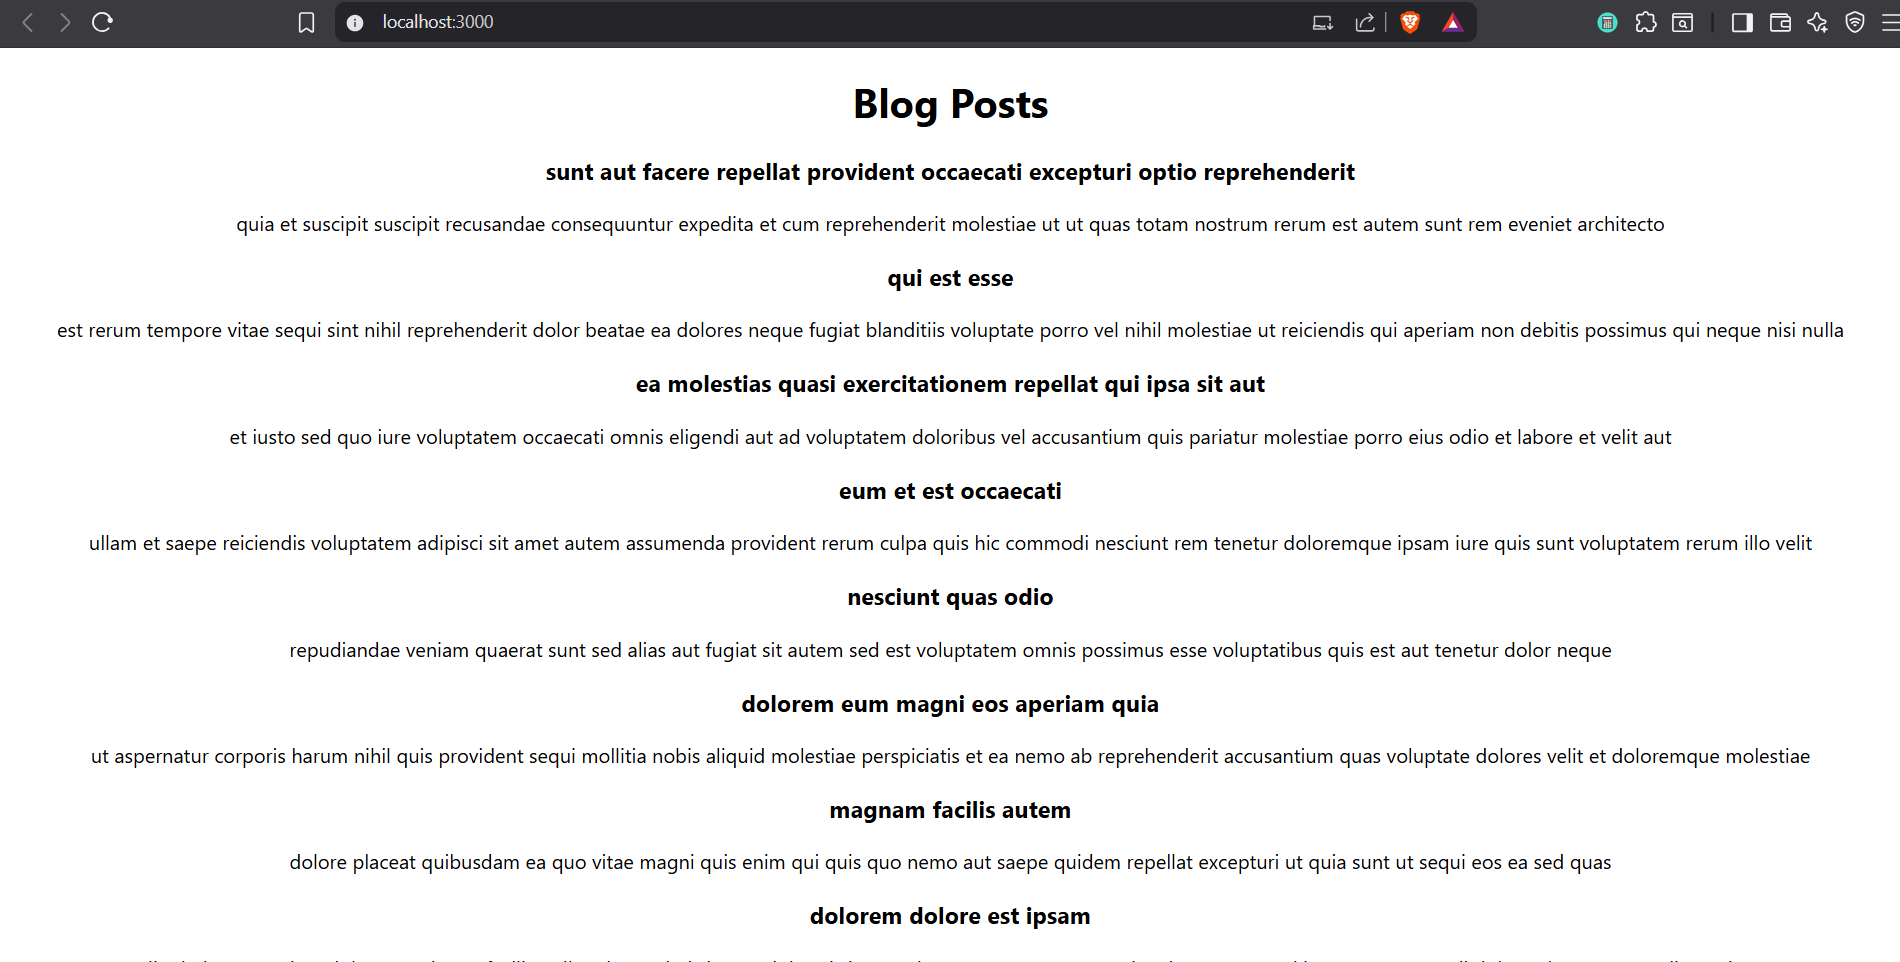 localhost:3000
Blog Posts
sunt aut facere repellat provident occaecati excepturi optio reprehenderit
quia et suscipit suscipit recusandae consequuntur expedita et cum reprehenderit molestiae ut ut quas totam nostrum rerum est autem sunt rem eveniet architecto
qui est esse
est rerum tempore vitae sequi sint nihil reprehenderit dolor beatae ea dolores neque fugiat blanditiis voluptate porro vel nihil molestiae ut reiciendis qui aperiam non debitis possimus qui neque nisi nulla
ea molestias quasi exercitationem repellat qui ipsa sit aut
et iusto sed quo iure voluptatem occaecati omnis eligendi aut ad voluptatem doloribus vel accusantium quis pariatur molestiae porro eius odio et labore et velit aut
eum et est occaecati
ullam et saepe reiciendis voluptatem adipisci sit amet autem assumenda provident rerum culpa quis hic commodi nesciunt rem tenetur doloremque ipsam iure quis sunt voluptatem rerum illo velit
nesciunt quas odio
repudiandae veniam quaerat sunt sed alias aut fugiat sit autem sed est voluptatem omnis possimus esse voluptatibus quis est aut tenetur dolor neque
dolorem eum magni eos aperiam quia
ut aspernatur corporis harum nihil quis provident sequi mollitia nobis aliquid molestiae perspiciatis et ea nemo ab reprehenderit accusantium quas voluptate dolores velit et doloremque molestiae
magnam facilis autem
dolore placeat quibusdam ea quo vitae magni quis enim qui quis quo nemo aut saepe quidem repellat excepturi ut quia sunt ut sequi eos ea sed quas
dolorem dolore est ipsam